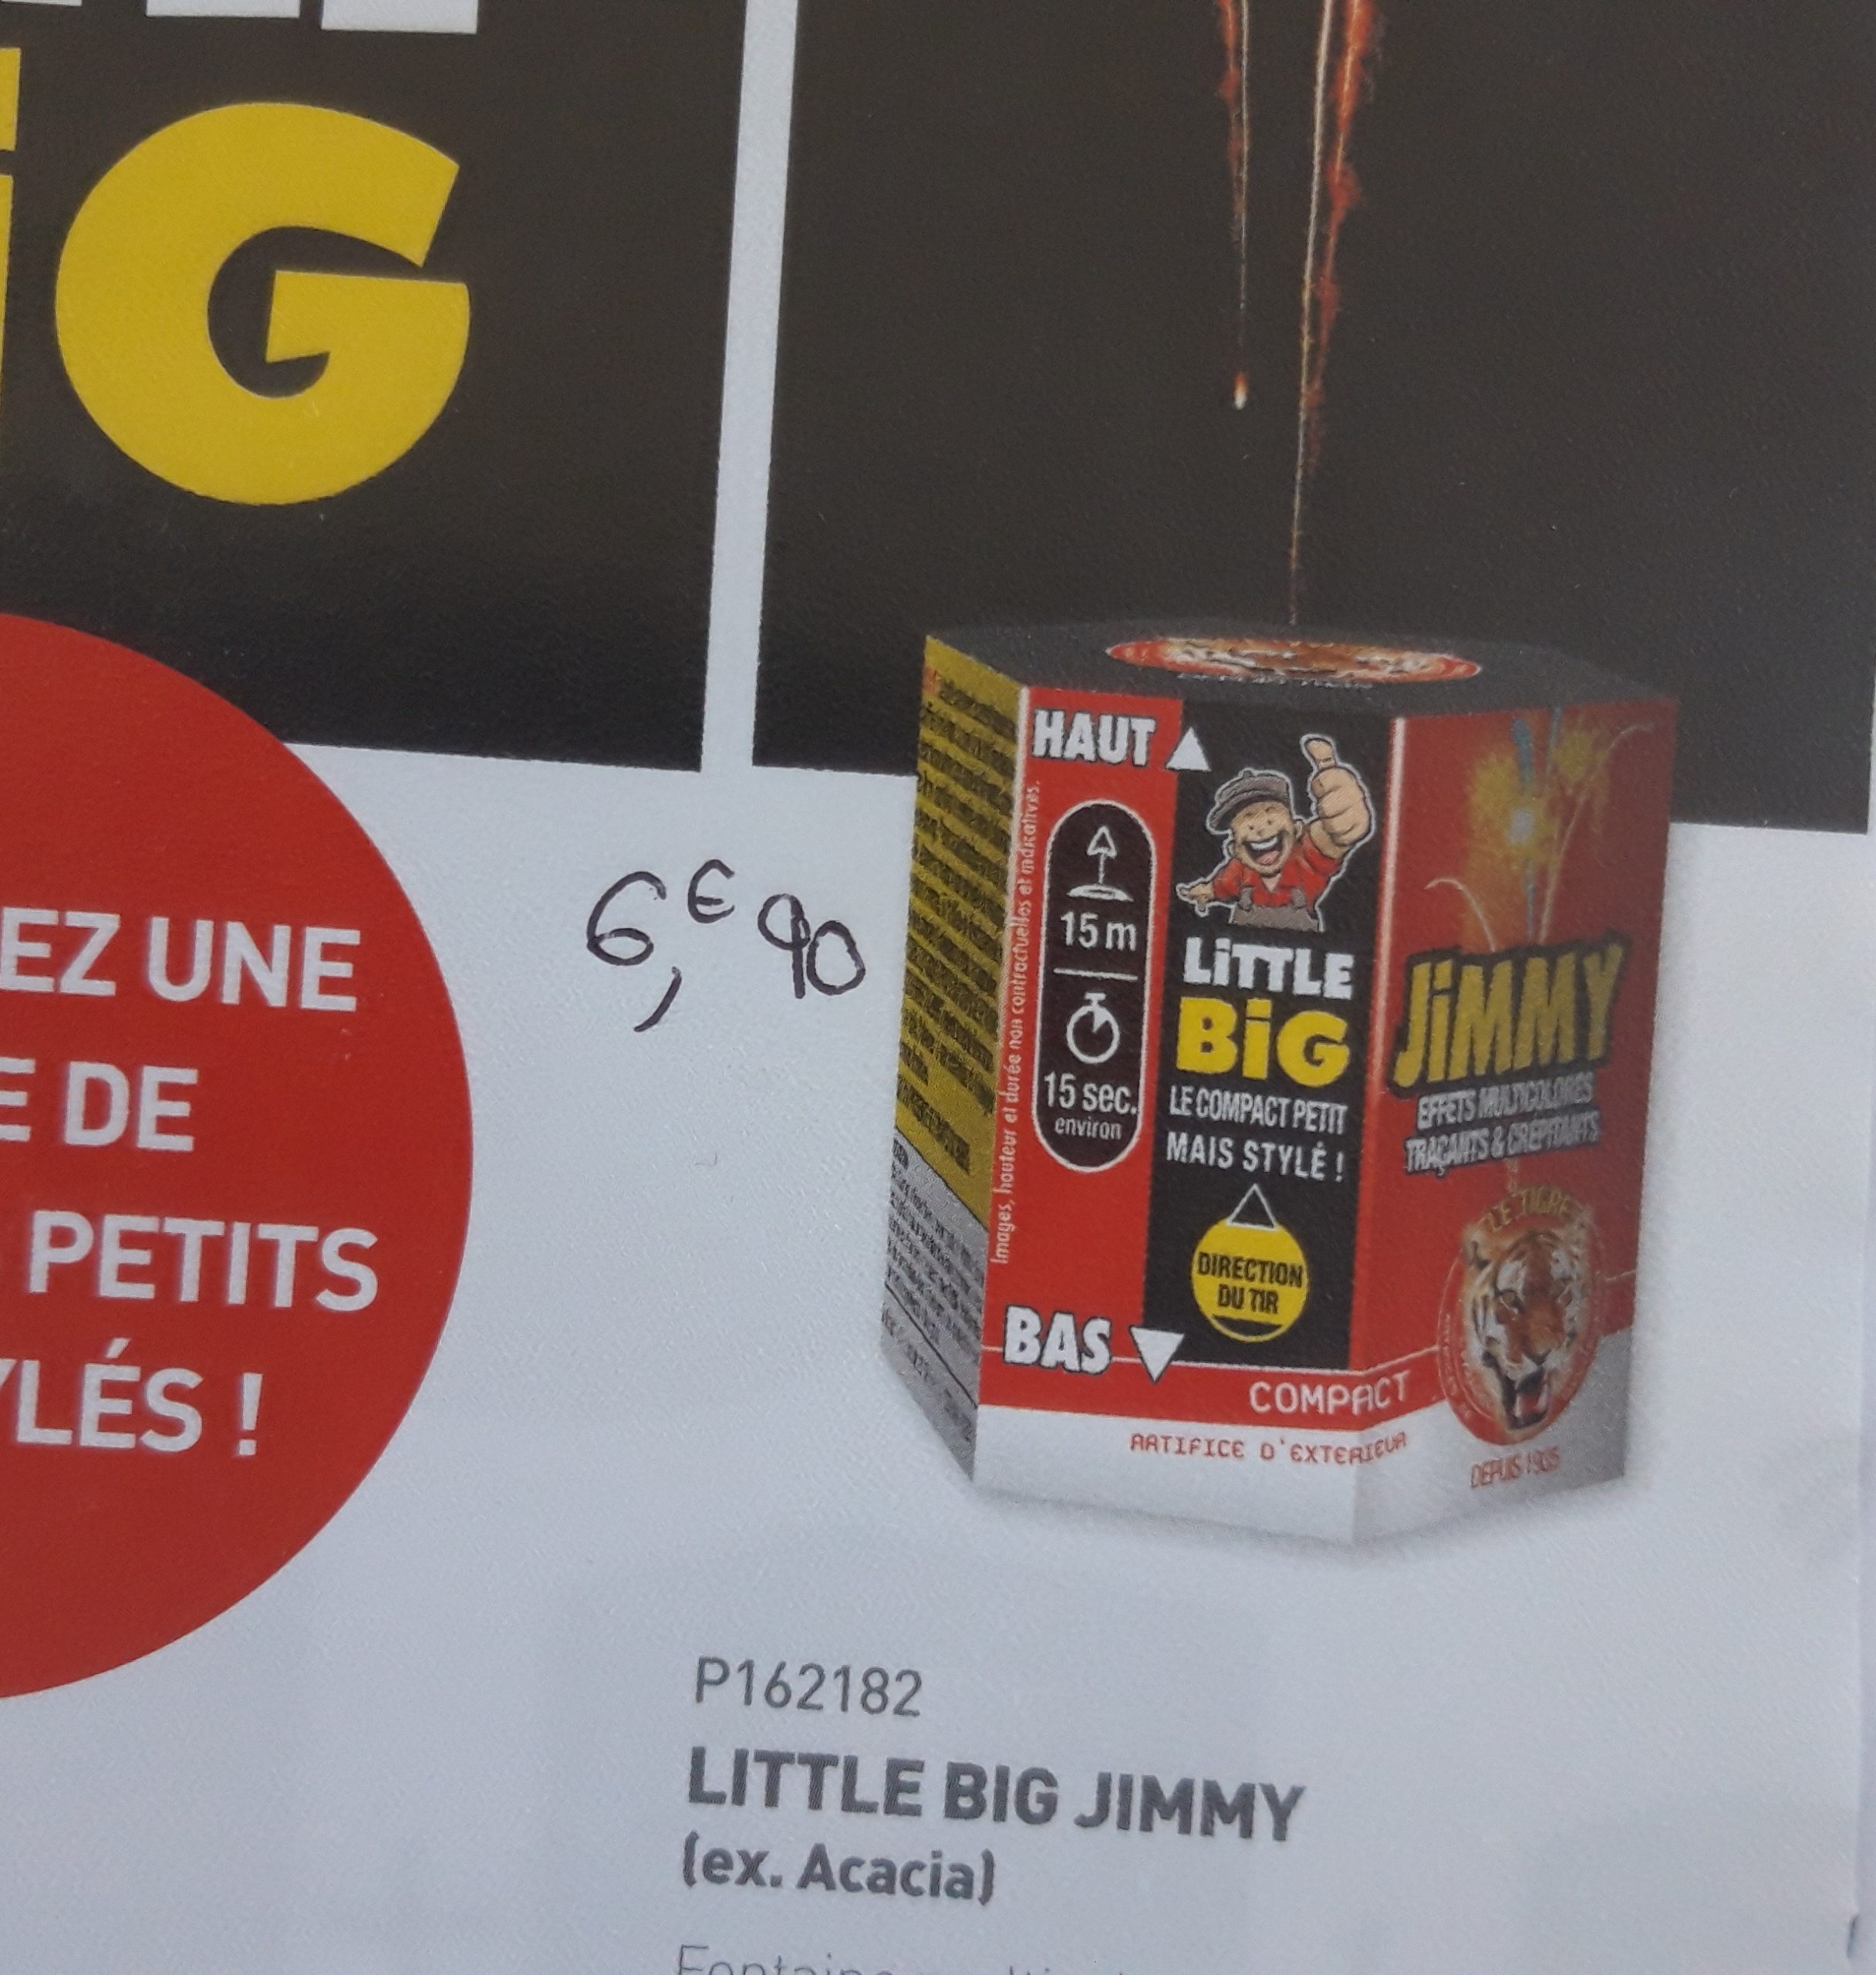 iG
EZ UNE
E DE
PETITS
YLÉS !
6,€90
HAUT
15 m
15 sec.
environ
Images, hauteur et durée non contractuelles et indicatives.
LiTTLE
BiG
LE COMPACT PETIT
MAIS STYLÉ !
DIRECTION
DU TIR
BAS
COMPACT
ARTIFICE D'EXTERIEUR
JiMMY
EFFETS MULTICOLORES
TRAÇANTS & CRÉPITANTS
LE TIGRE
DEPUIS
P162182
LITTLE BIG JIMMY
(ex. Acacia)
Fontaine